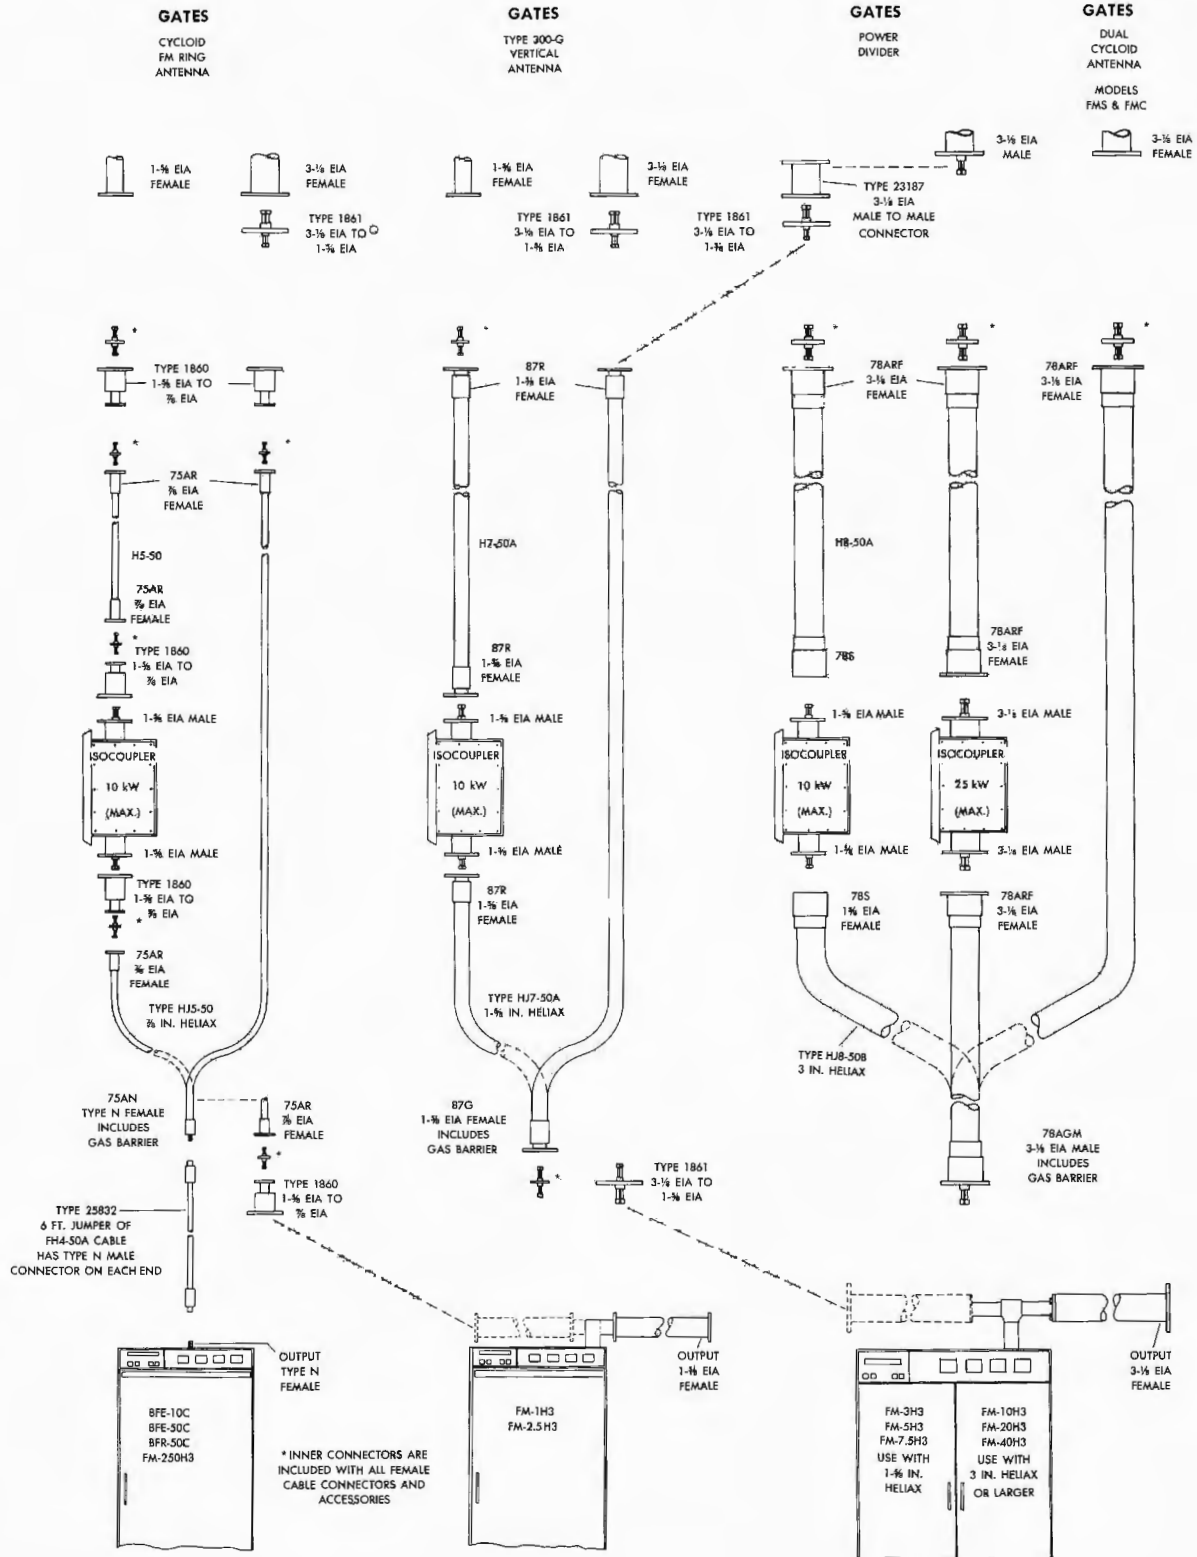 GATES
CYCLOID
FM RING
ANTENNA
GATES
TYPE 300-G
VERTICAL
ANTENNA
GATES
POWER
DIVIDER
GATES
DUAL
CYCLOID
ANTENNA
MODELS
FMS & FMC
1-⅝ EIA
FEMALE
3-⅛ EIA
FEMALE
TYPE 1861
3-⅛ EIA TO
1-⅝ EIA
1-⅝ EIA
FEMALE
3-⅛ EIA
FEMALE
TYPE 1861
3-⅛ EIA TO
1-⅝ EIA
TYPE 1861
3-⅛ EIA TO
1-⅝ EIA
3-⅛ EIA
MALE
TYPE 23187
3-⅛ EIA
MALE TO MALE
CONNECTOR
3-⅛ EIA
FEMALE
*
TYPE 1860
1-⅝ EIA TO
⅞ EIA
*
*
75AR
⅞ EIA
FEMALE
H5-50
75AR
⅞ EIA
FEMALE
*
TYPE 1860
1-⅝ EIA TO
⅞ EIA
1-⅝ EIA MALE
ISOCOUPLER
10 kW
(MAX.)
1-⅝ EIA MALE
TYPE 1860
1-⅝ EIA TO
⅞ EIA
*
75AR
⅞ EIA
FEMALE
TYPE HJ5-50
⅞ IN. HELIAX
75AN
TYPE N FEMALE
INCLUDES
GAS BARRIER
75AR
⅞ EIA
FEMALE
*
TYPE 1860
1-⅝ EIA TO
⅞ EIA
TYPE 25832
6 FT. JUMPER OF
FH4-50A CABLE
HAS TYPE N MALE
CONNECTOR ON EACH END
OUTPUT
TYPE N
FEMALE
BFE-10C
BFE-50C
BFR-50C
FM-250H3
*
87R
1-⅝ EIA
FEMALE
H7-50A
87R
1-⅝ EIA
FEMALE
1-⅝ EIA MALE
ISOCOUPLER
10 kW
(MAX.)
1-⅝ EIA MALE
87R
1-⅝ EIA
FEMALE
TYPE HJ7-50A
1-⅝ IN. HELIAX
87G
1-⅝ EIA FEMALE
INCLUDES
GAS BARRIER
*
TYPE 1861
3-⅛ EIA TO
1-⅝ EIA
OUTPUT
1-⅝ EIA
FEMALE
FM-1H3
FM-2.5H3
* INNER CONNECTORS ARE
INCLUDED WITH ALL FEMALE
CABLE CONNECTORS AND
ACCESSORIES
*
*
*
78ARF
3-⅛ EIA
FEMALE
78ARF
3-⅛ EIA
FEMALE
H8-50A
78S
78ARF
3-⅛ EIA
FEMALE
1-⅝ EIA MALE
3-⅛ EIA MALE
ISOCOUPLER
10 kW
(MAX.)
ISOCOUPLER
25 kW
(MAX.)
1-⅝ EIA MALE
3-⅛ EIA MALE
78S
1⅝ EIA
FEMALE
78ARF
3-⅛ EIA
FEMALE
TYPE HJ8-50B
3 IN. HELIAX
78AGM
3-⅛ EIA MALE
INCLUDES
GAS BARRIER
OUTPUT
3-⅛ EIA
FEMALE
FM-3H3
FM-5H3
FM-7.5H3
USE WITH
1-⅝ IN.
HELIAX
FM-10H3
FM-20H3
FM-40H3
USE WITH
3 IN. HELIAX
OR LARGER